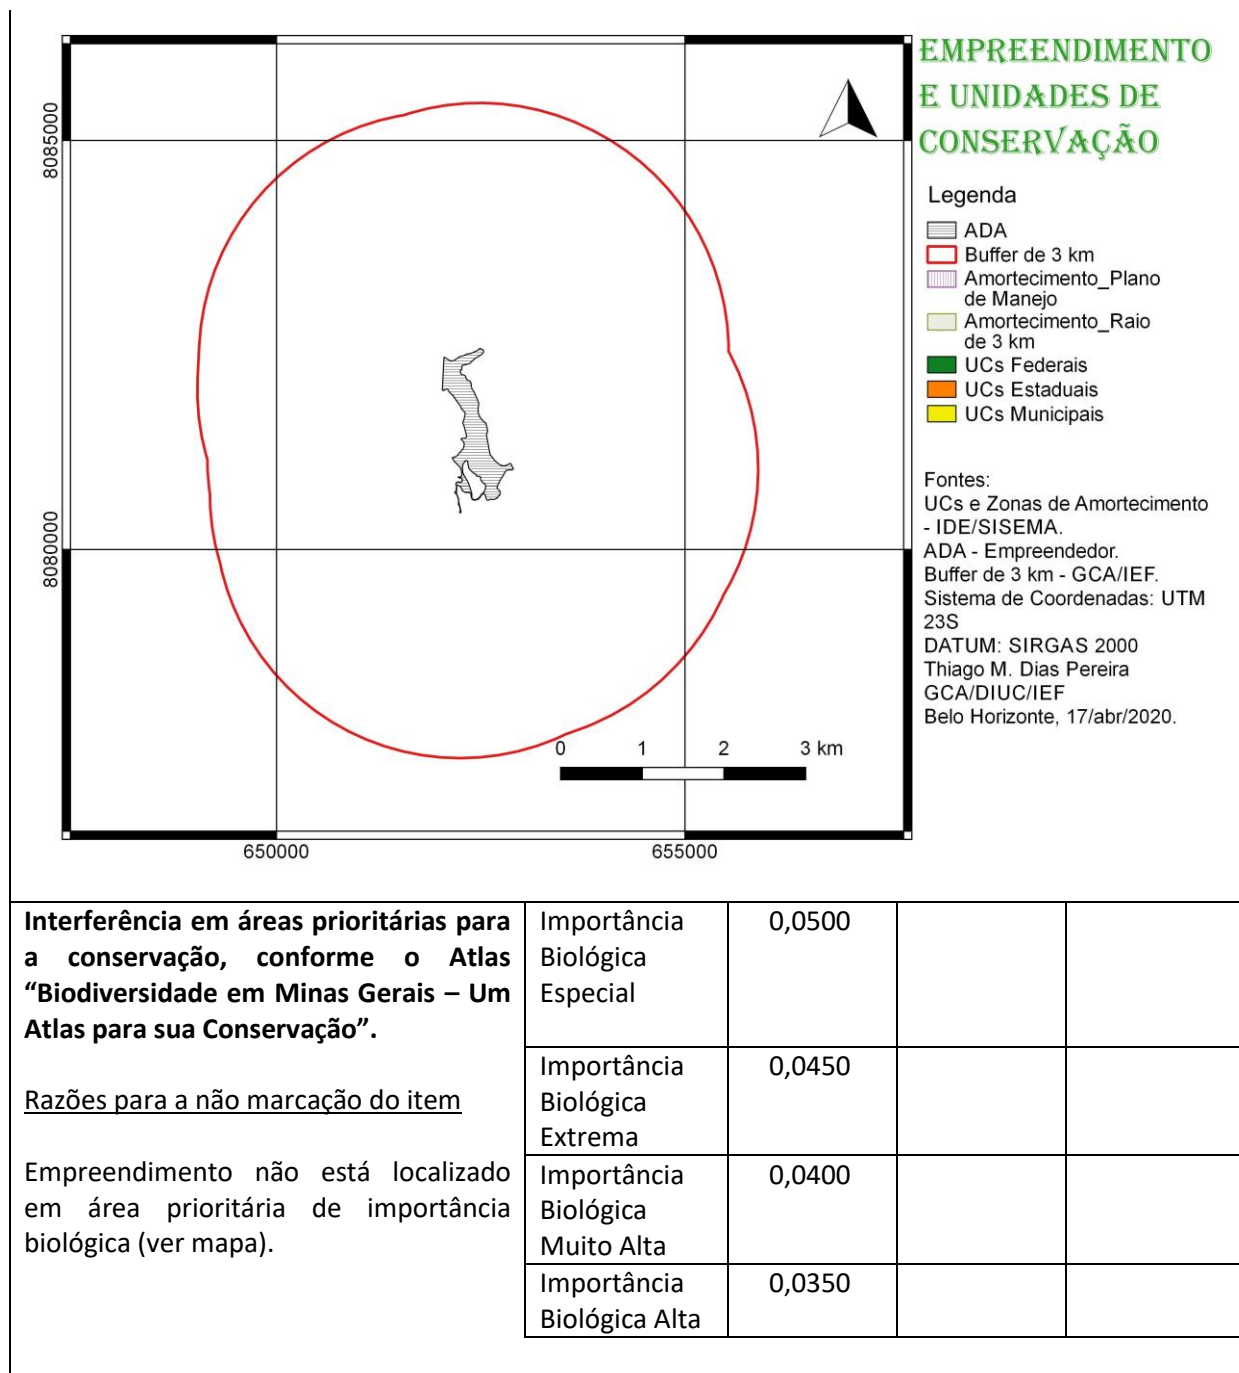 EMPREENDIMENTO
E UNIDADES DE
CONSERVAÇÃO
Legenda
ADA
Buffer de 3 km
Amortecimento_Plano
de Manejo
Amortecimento_Raio
de 3 km
UCs Federais
UCs Estaduais
UCs Municipais
Fontes:
UCs e Zonas de Amortecimento
- IDE/SISEMA.
ADA - Empreendedor.
Buffer de 3 km - GCA/IEF.
Sistema de Coordenadas: UTM
23S
DATUM: SIRGAS 2000
Thiago M. Dias Pereira
GCA/DIUC/IEF
Belo Horizonte, 17/abr/2020.
8085000
8080000
0 1 2 3 km
650000 655000
Interferência em áreas prioritárias para
a conservação, conforme o Atlas
“Biodiversidade em Minas Gerais – Um
Atlas para sua Conservação”.
Razões para a não marcação do item
Empreendimento não está localizado
em área prioritária de importância
biológica (ver mapa).
Importância
Biológica
Especial
0,0500
Importância
Biológica
Extrema
0,0450
Importância
Biológica
Muito Alta
0,0400
Importância
Biológica Alta
0,0350